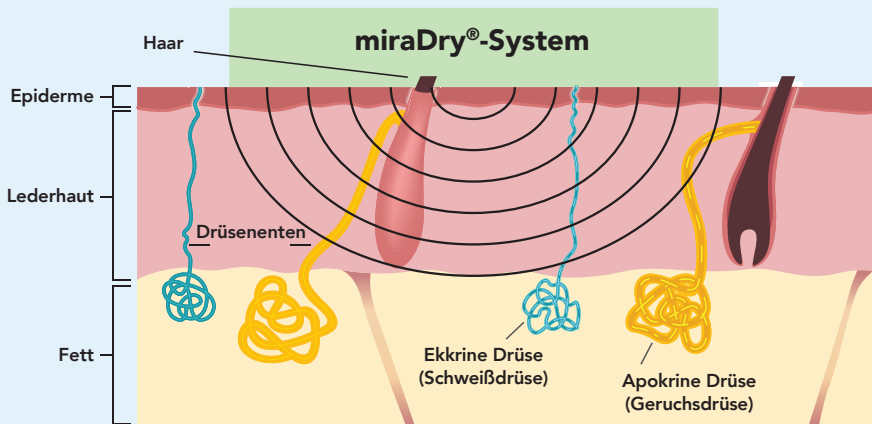 miraDry®-System
Haar
Epiderme
Lederhaut
Drüsenenten
Fett
Ekkrine Drüse
(Schweißdrüse)
Apokrine Drüse
(Geruchsdrüse)